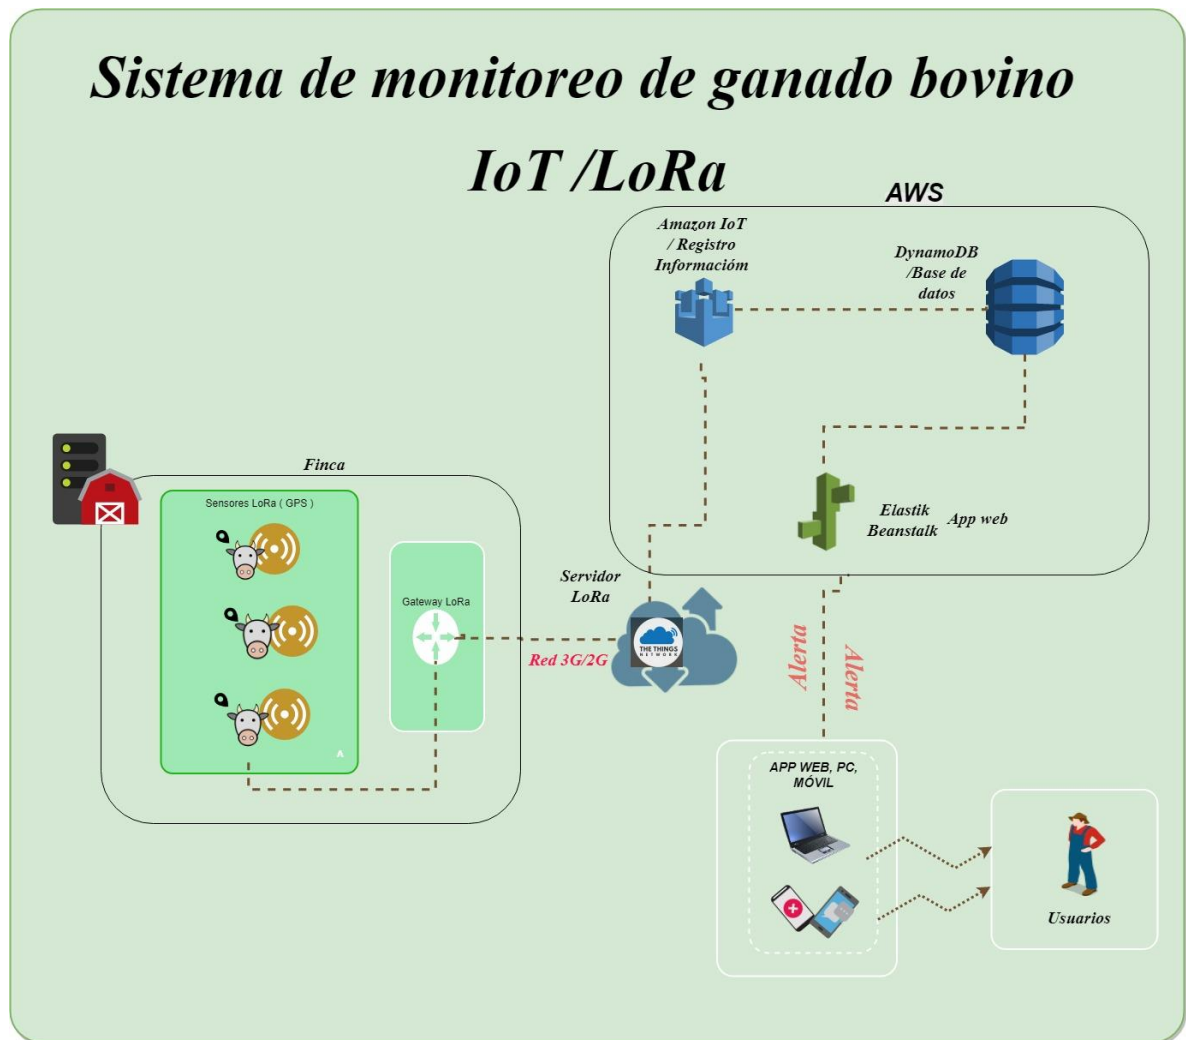 Sistema de monitoreo de ganado bovino
IoT /LoRa
AWS
Amazon IoT
/ Registro
Informacióm
DynamoDB
/Base de
datos
Elastik
Beanstalk
App web
Finca
Sensores LoRa ( GPS )
A
Gateway LoRa
Red 3G/2G
Servidor
LoRa
THE THINGS
NETWORK
Alerta
Alerta
APP WEB, PC,
MÓVIL
Usuarios